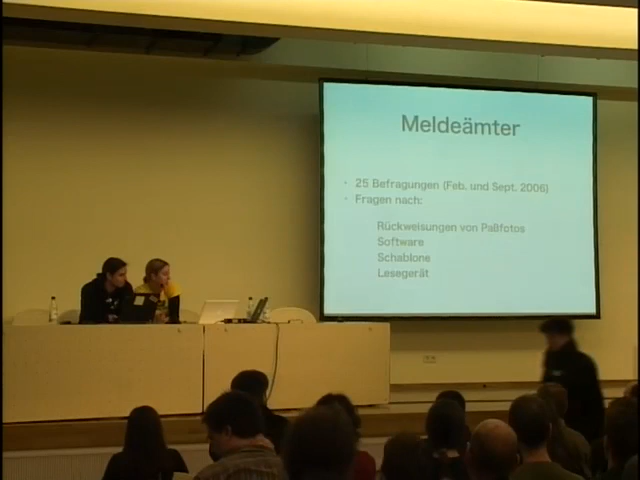 Meldeämter
• 25 Befragungen (Feb. und Sept. 2006)
• Fragen nach:
Rückweisungen von Paßfotos
Software
Schablone
Lesegerät